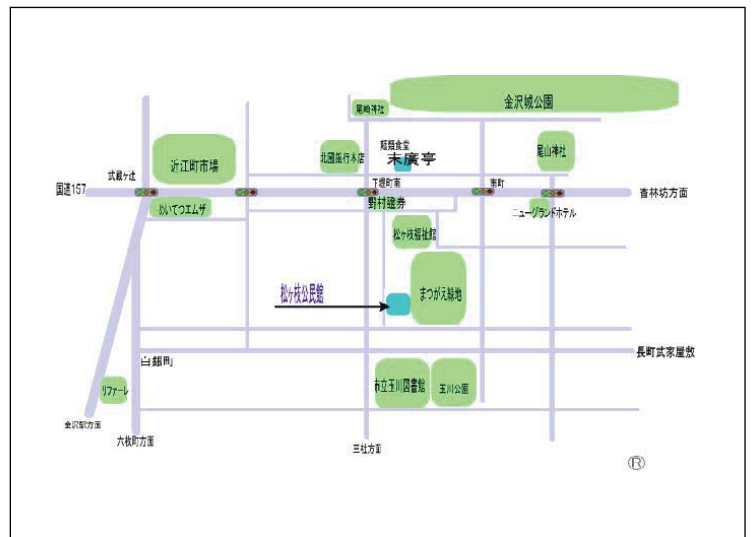 金沢城公園
尾崎神社
麺類食堂
末廣亭
北國銀行本店
近江町市場
尾山神社
武蔵ヶ辻
国道157
下堤町南
南町
香林坊方面
めいてつエムザ
野村證券
ニューグランドホテル
松ヶ枝福祉館
松ヶ枝公民館
まつがえ緑地
白銀町
長町武家屋敷
リファーレ
市立玉川図書館
玉川公園
金沢駅方面
六枚町方面
三社方面
®